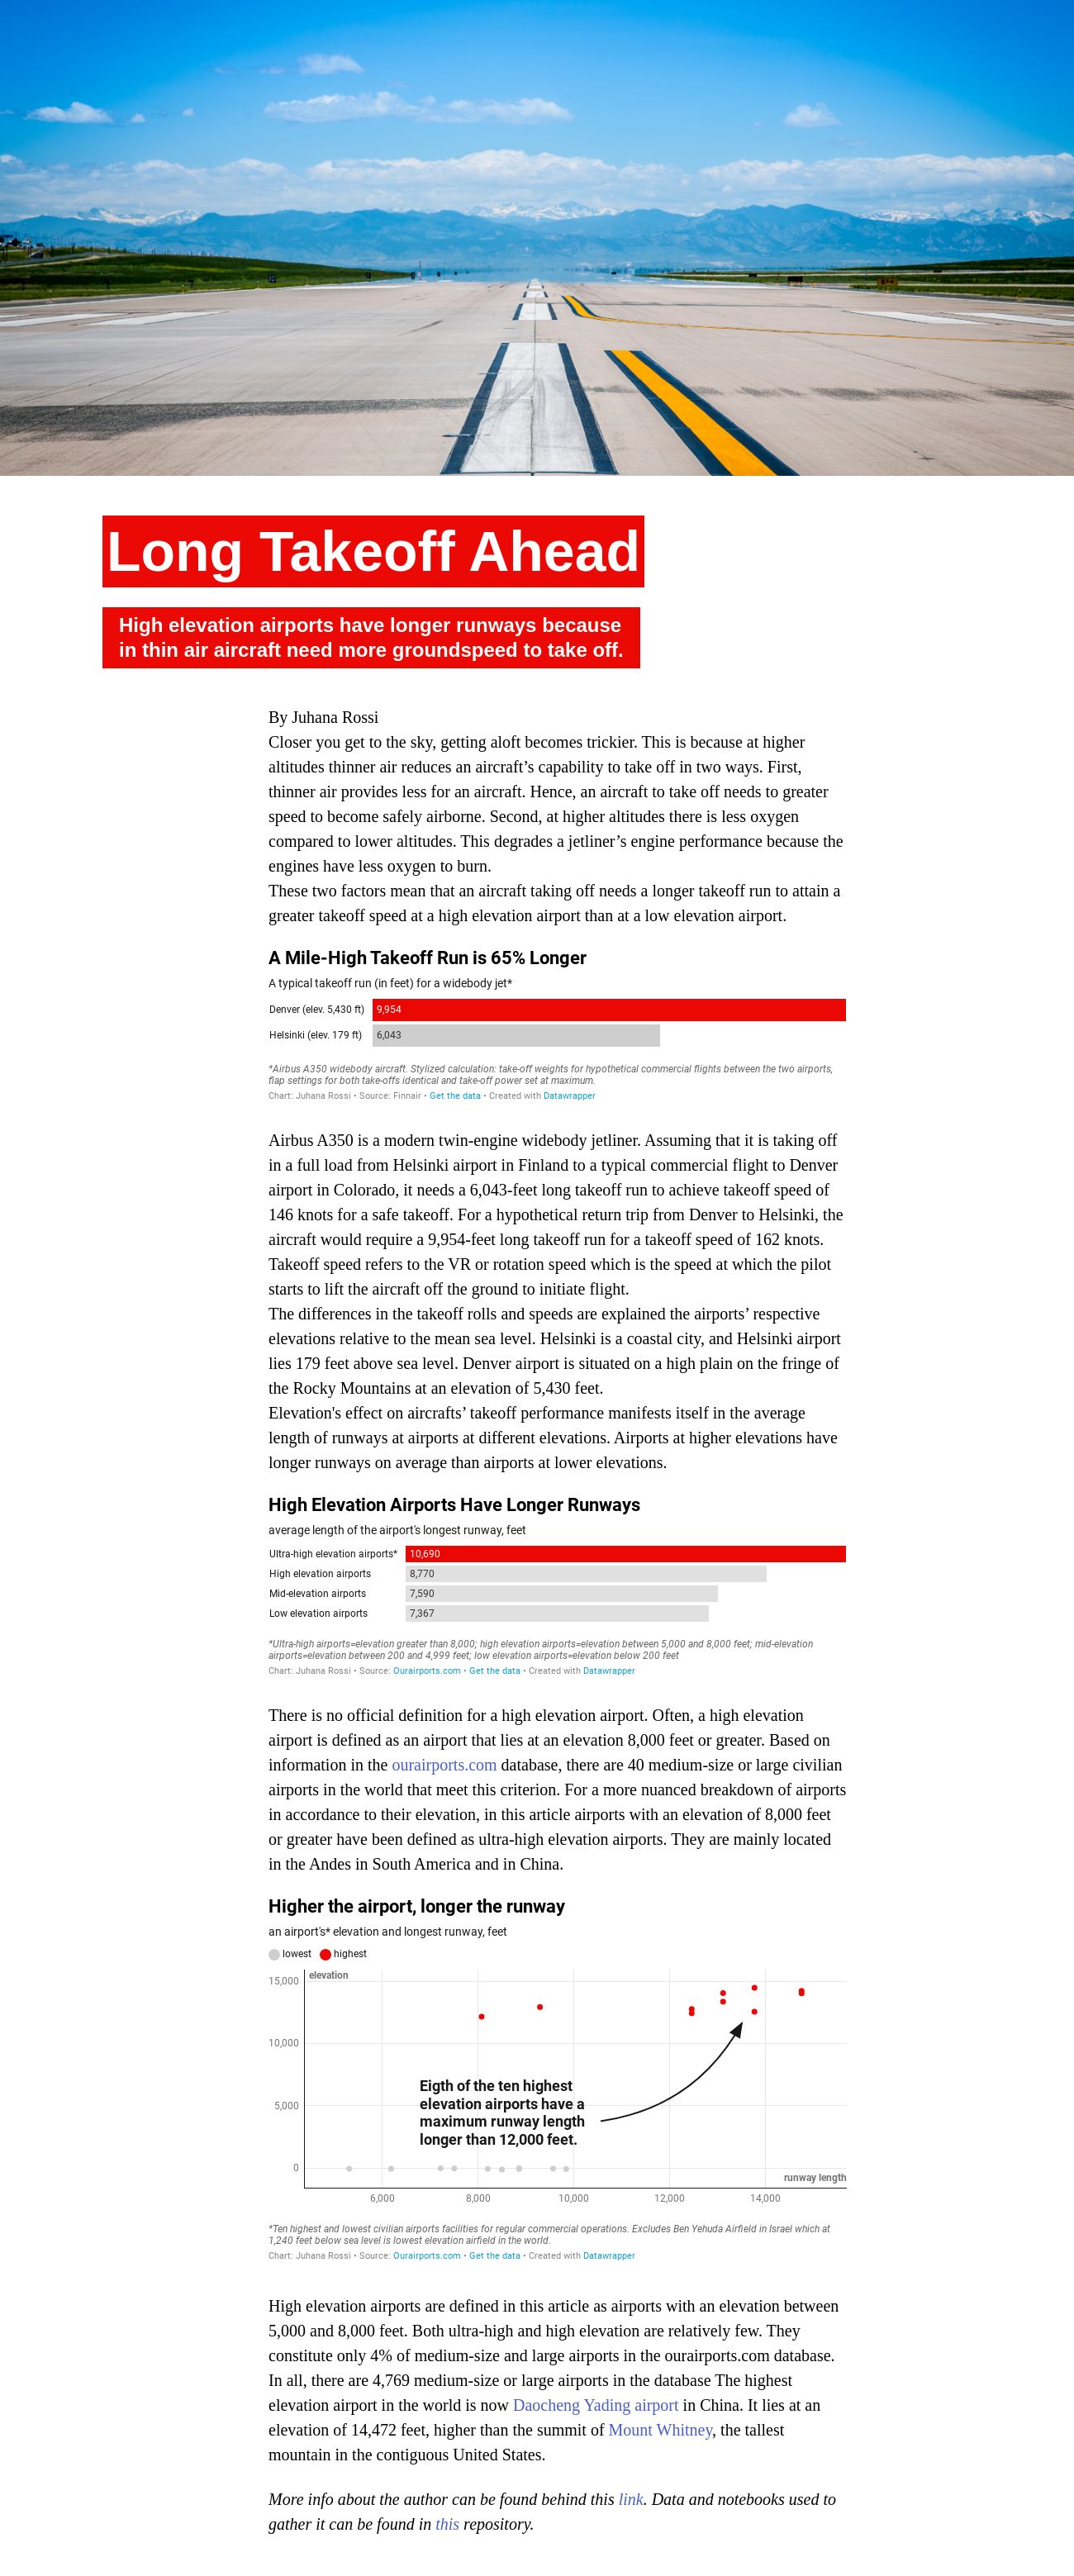 Long Takeoff Ahead
High elevation airports have longer runways because
in thin air aircraft need more groundspeed to take off.
By Juhana Rossi
Closer you get to the sky, getting aloft becomes trickier. This is because at higher
altitudes thinner air reduces an aircraft’s capability to take off in two ways. First,
thinner air provides less for an aircraft. Hence, an aircraft to take off needs to greater
speed to become safely airborne. Second, at higher altitudes there is less oxygen
compared to lower altitudes. This degrades a jetliner’s engine performance because the
engines have less oxygen to burn.
These two factors mean that an aircraft taking off needs a longer takeoff run to attain a
greater takeoff speed at a high elevation airport than at a low elevation airport.
A Mile-High Takeoff Run is 65% Longer
A typical takeoff run (in feet) for a widebody jet*
Denver (elev. 5,430 ft) 9,954
Helsinki (elev. 179 ft) 6,043
*Airbus A350 widebody aircraft. Stylized calculation: take-off weights for hypothetical commercial flights between the two airports,
flap settings for both take-offs identical and take-off power set at maximum.
Chart: Juhana Rossi • Source: Finnair • Get the data • Created with Datawrapper
Airbus A350 is a modern twin-engine widebody jetliner. Assuming that it is taking off
in a full load from Helsinki airport in Finland to a typical commercial flight to Denver
airport in Colorado, it needs a 6,043-feet long takeoff run to achieve takeoff speed of
146 knots for a safe takeoff. For a hypothetical return trip from Denver to Helsinki, the
aircraft would require a 9,954-feet long takeoff run for a takeoff speed of 162 knots.
Takeoff speed refers to the VR or rotation speed which is the speed at which the pilot
starts to lift the aircraft off the ground to initiate flight.
The differences in the takeoff rolls and speeds are explained the airports’ respective
elevations relative to the mean sea level. Helsinki is a coastal city, and Helsinki airport
lies 179 feet above sea level. Denver airport is situated on a high plain on the fringe of
the Rocky Mountains at an elevation of 5,430 feet.
Elevation's effect on aircrafts’ takeoff performance manifests itself in the average
length of runways at airports at different elevations. Airports at higher elevations have
longer runways on average than airports at lower elevations.
High Elevation Airports Have Longer Runways
average length of the airport's longest runway, feet
Ultra-high elevation airports* 10,690
High elevation airports 8,770
Mid-elevation airports 7,590
Low elevation airports 7,367
*Ultra-high airports=elevation greater than 8,000; high elevation airports=elevation between 5,000 and 8,000 feet; mid-elevation
airports=elevation between 200 and 4,999 feet; low elevation airports=elevation below 200 feet
Chart: Juhana Rossi • Source: Ourairports.com • Get the data • Created with Datawrapper
There is no official definition for a high elevation airport. Often, a high elevation
airport is defined as an airport that lies at an elevation 8,000 feet or greater. Based on
information in the ourairports.com database, there are 40 medium-size or large civilian
airports in the world that meet this criterion. For a more nuanced breakdown of airports
in accordance to their elevation, in this article airports with an elevation of 8,000 feet
or greater have been defined as ultra-high elevation airports. They are mainly located
in the Andes in South America and in China.
Higher the airport, longer the runway
an airport's* elevation and longest runway, feet
lowest highest
elevation
15,000
10,000
5,000
0
Eigth of the ten highest
elevation airports have a
maximum runway length
longer than 12,000 feet.
runway length
6,000 8,000 10,000 12,000 14,000
*Ten highest and lowest civilian airports facilities for regular commercial operations. Excludes Ben Yehuda Airfield in Israel which at
1,240 feet below sea level is lowest elevation airfield in the world.
Chart: Juhana Rossi • Source: Ourairports.com • Get the data • Created with Datawrapper
High elevation airports are defined in this article as airports with an elevation between
5,000 and 8,000 feet. Both ultra-high and high elevation are relatively few. They
constitute only 4% of medium-size and large airports in the ourairports.com database.
In all, there are 4,769 medium-size or large airports in the database The highest
elevation airport in the world is now Daocheng Yading airport in China. It lies at an
elevation of 14,472 feet, higher than the summit of Mount Whitney, the tallest
mountain in the contiguous United States.
More info about the author can be found behind this link. Data and notebooks used to
gather it can be found in this repository.